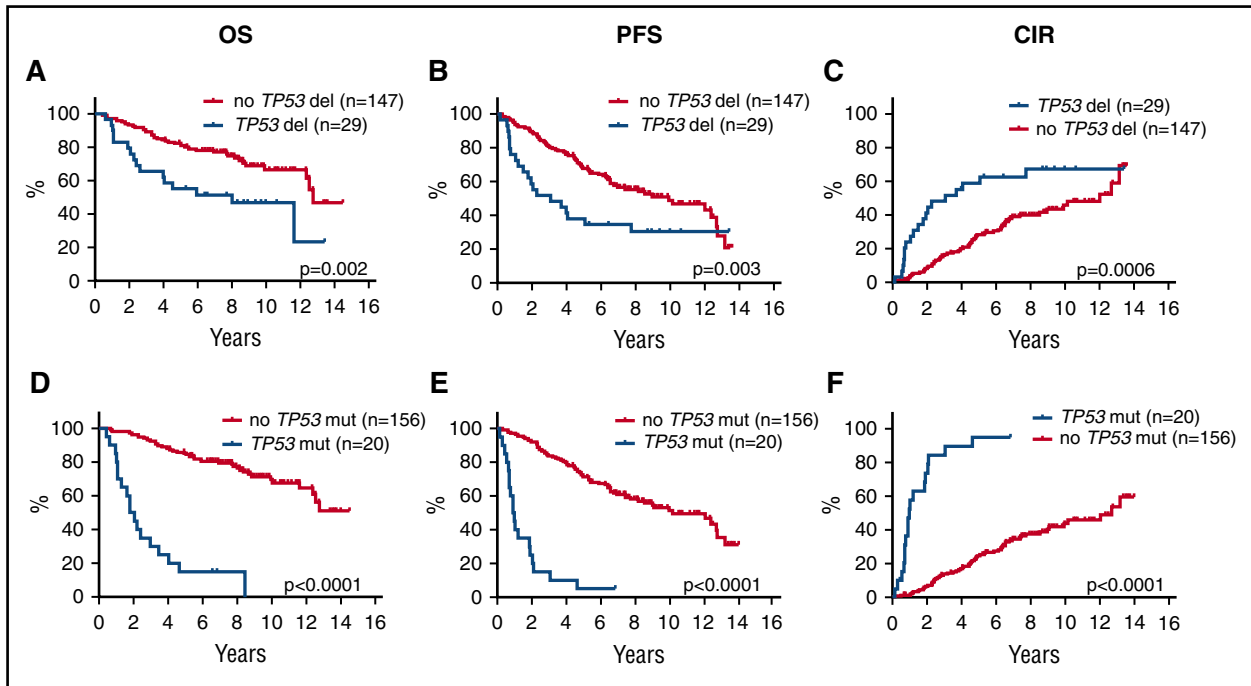 OS
PFS
CIR
A
no TP53 del (n=147)
TP53 del (n=29)
100
80
60
40
20
0
%
p=0.002
0 2 4 6 8 10 12 14 16
Years
B
no TP53 del (n=147)
TP53 del (n=29)
100
80
60
40
20
0
%
p=0.003
0 2 4 6 8 10 12 14 16
Years
C
TP53 del (n=29)
no TP53 del (n=147)
100
80
60
40
20
0
%
p=0.0006
0 2 4 6 8 10 12 14 16
Years
D
no TP53 mut (n=156)
TP53 mut (n=20)
100
80
60
40
20
0
%
p<0.0001
0 2 4 6 8 10 12 14 16
Years
E
no TP53 mut (n=156)
TP53 mut (n=20)
100
80
60
40
20
0
%
p<0.0001
0 2 4 6 8 10 12 14 16
Years
F
TP53 mut (n=20)
no TP53 mut (n=156)
100
80
60
40
20
0
%
p<0.0001
0 2 4 6 8 10 12 14 16
Years